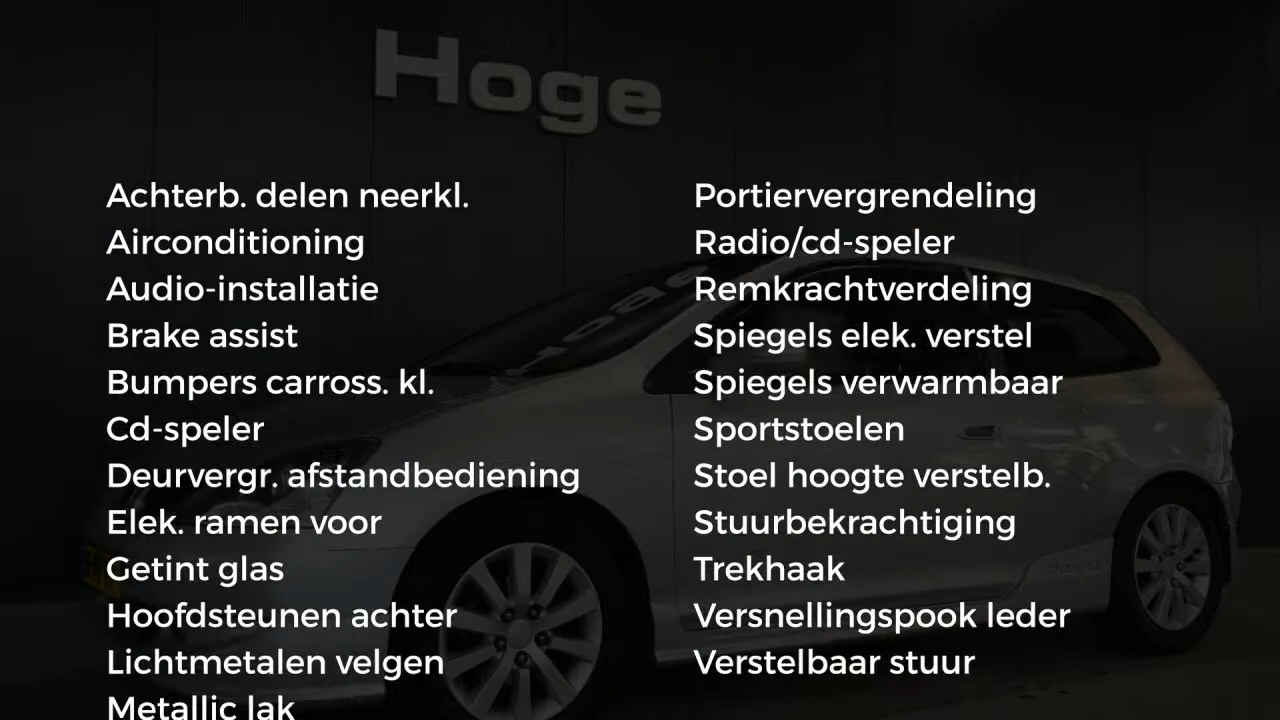 Hoge
Achterb. delen neerkl.
Airconditioning
Audio-installatie
Brake assist
Bumpers carross. kl.
Cd-speler
Deurvergr. afstandbediening
Elek. ramen voor
Getint glas
Hoofdsteunen achter
Lichtmetalen velgen
Metallic lak
Portiervergrendeling
Radio/cd-speler
Remkrachtverdeling
Spiegels elek. verstel
Spiegels verwarmbaar
Sportstoelen
Stoel hoogte verstelb.
Stuurbekrachtiging
Trekhaak
Versnellingspook leder
Verstelbaar stuur